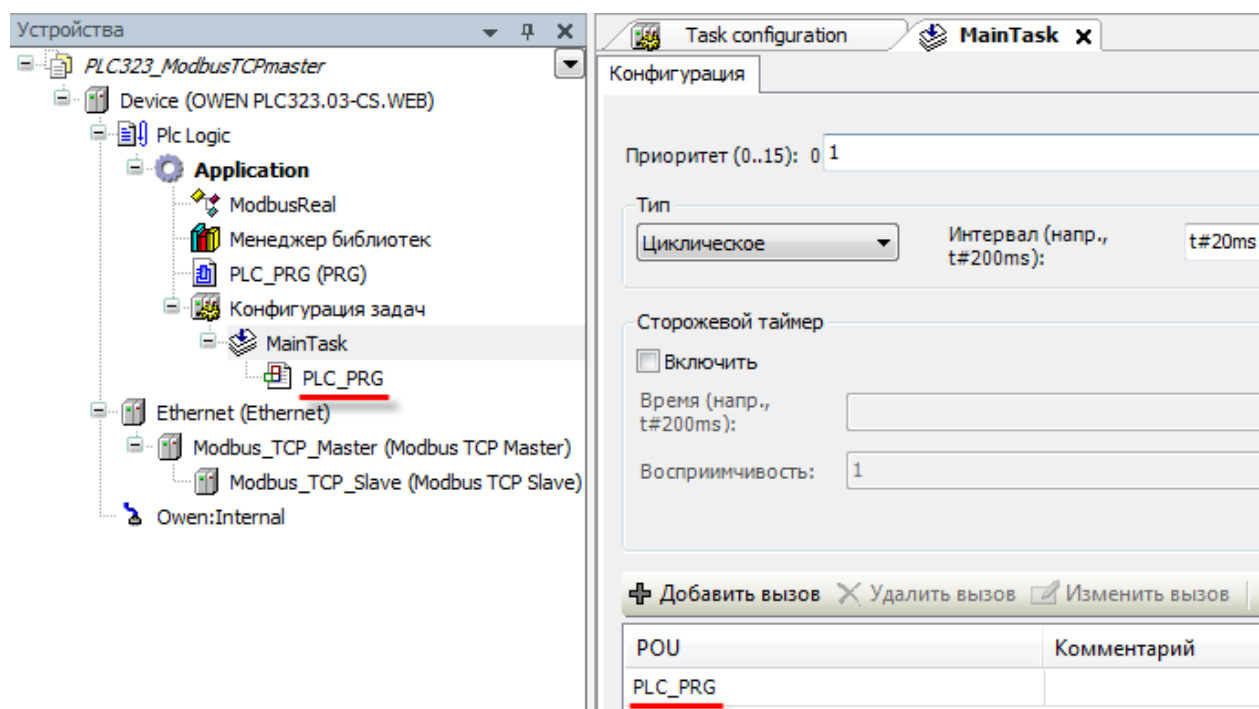 Устройства
PLC323_ModbusTCPmaster
Device (OWEN PLC323.03-CS.WEB)
Plc Logic
Application
ModbusReal
Менеджер библиотек
PLC_PRG (PRG)
Конфигурация задач
MainTask
PLC_PRG
Ethernet (Ethernet)
Modbus_TCP_Master (Modbus TCP Master)
Modbus_TCP_Slave (Modbus TCP Slave)
Owen:Internal
Task configuration
MainTask
Конфигурация
Приоритет (0..15): 0 1
Тип
Циклическое
Интервал (напр.,
t#200ms):
t#20ms
Сторожевой таймер
Включить
Время (напр.,
t#200ms):
Восприимчивость:
1
Добавить вызов
Удалить вызов
Изменить вызов
POU
Комментарий
PLC_PRG